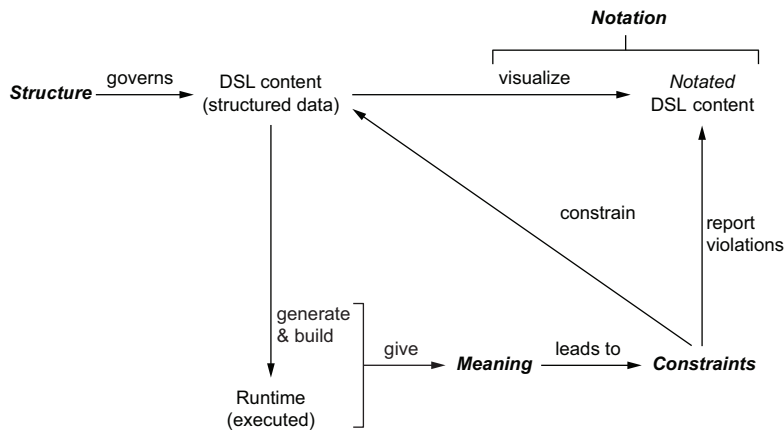 Notation
governs
visualize
Structure
DSL content
(structured data)
Notated
DSL content
constrain
report
violations
generate
& build
give
Meaning
leads to
Constraints
Runtime
(executed)